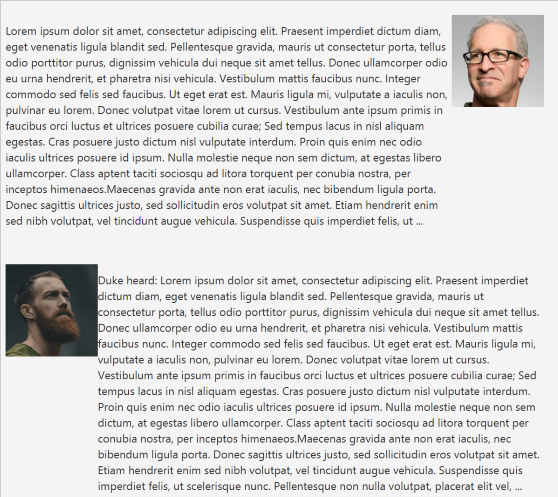 Lorem ipsum dolor sit amet, consectetur adipiscing elit. Praesent imperdiet dictum diam,
eget venenatis ligula blandit sed. Pellentesque gravida, mauris ut consectetur porta, tellus
odio porttitor purus, dignissim vehicula dui neque sit amet tellus. Donec ullamcorper odio
eu urna hendrerit, et pharetra nisi vehicula. Vestibulum mattis faucibus nunc. Integer
commodo sed felis sed faucibus. Ut eget erat est. Mauris ligula mi, vulputate a iaculis non,
pulvinar eu lorem. Donec volutpat vitae lorem ut cursus. Vestibulum ante ipsum primis in
faucibus orci luctus et ultrices posuere cubilia curae; Sed tempus lacus in nisl aliquam
egestas. Cras posuere justo dictum nisl vulputate interdum. Proin quis enim nec odio
iaculis ultrices posuere id ipsum. Nulla molestie neque non sem dictum, at egestas libero
ullamcorper. Class aptent taciti sociosqu ad litora torquent per conubia nostra, per
inceptos himenaeos.Maecenas gravida ante non erat iaculis, nec bibendum ligula porta.
Donec sagittis ultrices justo, sed sollicitudin eros volutpat sit amet. Etiam hendrerit enim
sed nibh volutpat, vel tincidunt augue vehicula. Suspendisse quis imperdiet felis, ut ...
Duke heard: Lorem ipsum dolor sit amet, consectetur adipiscing elit. Praesent imperdiet
dictum diam, eget venenatis ligula blandit sed. Pellentesque gravida, mauris ut
consectetur porta, tellus odio porttitor purus, dignissim vehicula dui neque sit amet tellus.
Donec ullamcorper odio eu urna hendrerit, et pharetra nisi vehicula. Vestibulum mattis
faucibus nunc. Integer commodo sed felis sed faucibus. Ut eget erat est. Mauris ligula mi,
vulputate a iaculis non, pulvinar eu lorem. Donec volutpat vitae lorem ut cursus.
Vestibulum ante ipsum primis in faucibus orci luctus et ultrices posuere cubilia curae; Sed
tempus lacus in nisl aliquam egestas. Cras posuere justo dictum nisl vulputate interdum.
Proin quis enim nec odio iaculis ultrices posuere id ipsum. Nulla molestie neque non sem
dictum, at egestas libero ullamcorper. Class aptent taciti sociosqu ad litora torquent per
conubia nostra, per inceptos himenaeos.Maecenas gravida ante non erat iaculis, nec
bibendum ligula porta. Donec sagittis ultrices justo, sed sollicitudin eros volutpat sit amet.
Etiam hendrerit enim sed nibh volutpat, vel tincidunt augue vehicula. Suspendisse quis
imperdiet felis, ut scelerisque nunc. Pellentesque non nulla volutpat, placerat elit vel, ...